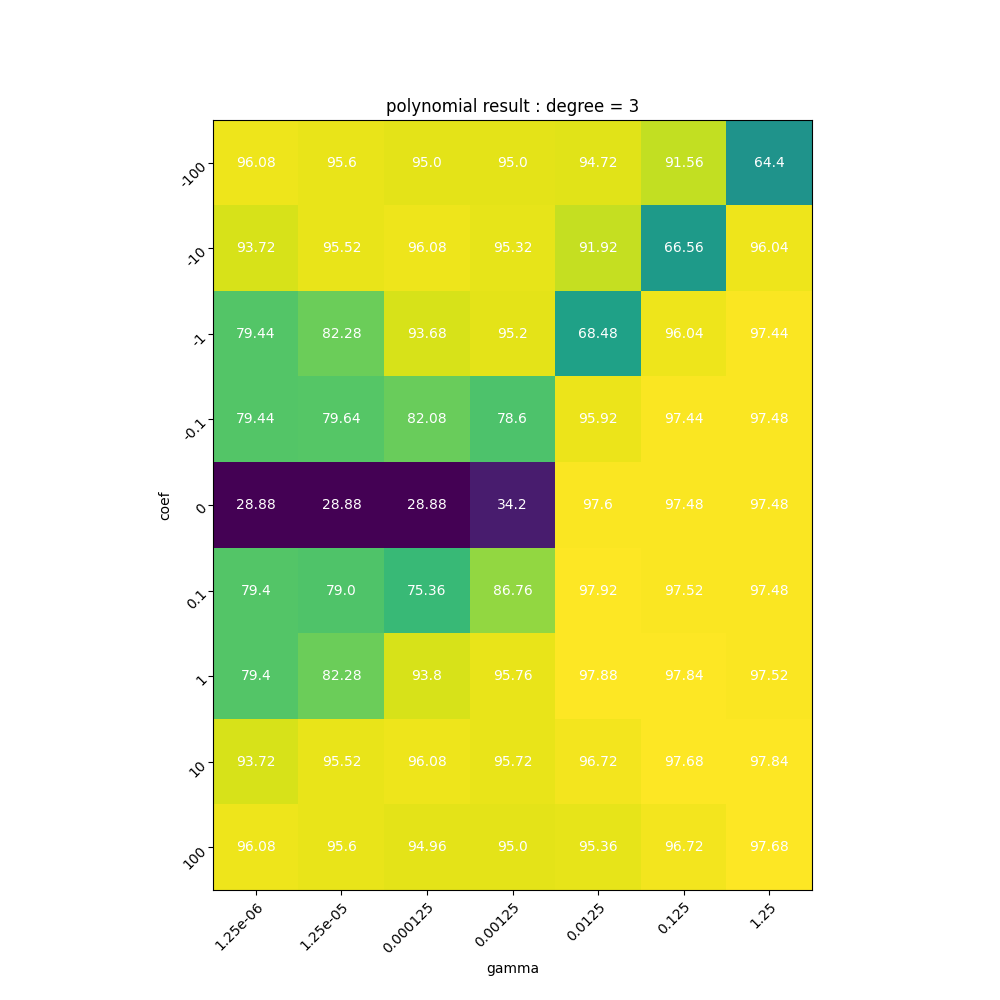 polynomial result : degree = 3
-100 96.08 95.6 95.0 95.0 94.72 91.56 64.4
-10 93.72 95.52 96.08 95.32 91.92 66.56 96.04
-1 79.44 82.28 93.68 95.2 68.48 96.04 97.44
-0.1 79.44 79.64 82.08 78.6 95.92 97.44 97.48
coef
0 28.88 28.88 28.88 34.2 97.6 97.48 97.48
0.1 79.4 79.0 75.36 86.76 97.92 97.52 97.48
1 79.4 82.28 93.8 95.76 97.88 97.84 97.52
10 93.72 95.52 96.08 95.72 96.72 97.68 97.84
100 96.08 95.6 94.96 95.0 95.36 96.72 97.68
1.25e-06 1.25e-05 0.000125 0.00125 0.0125 0.125 1.25
gamma